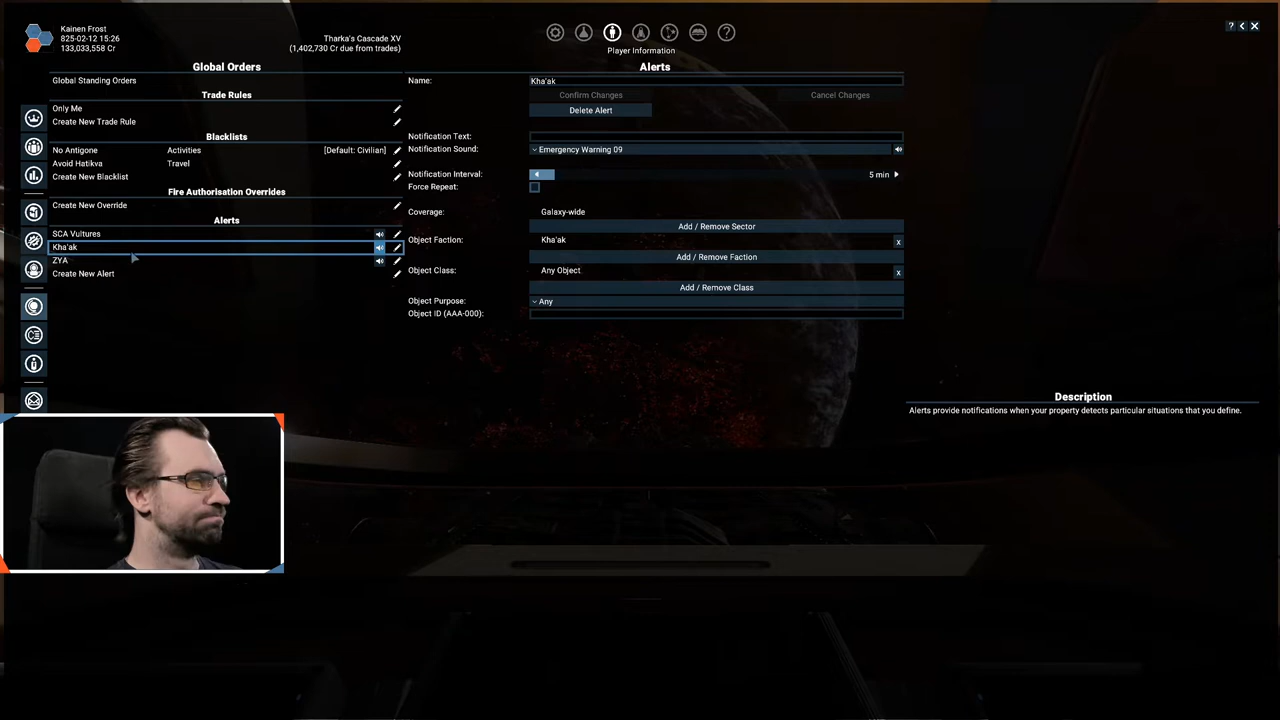 Kainen Frost
825-02-12 15:26
133,033,558 Cr
Tharka's Cascade XV
(1,402,730 Cr due from trades)
Player Information
Global Orders
Global Standing Orders
Trade Rules
Only Me
Create New Trade Rule
Blacklists
No Antigone Activities [Default: Civilian]
Avoid Hatikva Travel
Create New Blacklist
Fire Authorisation Overrides
Create New Override
Alerts
SCA Vultures
Kha'ak
ZYA
Create New Alert
Alerts
Name: Kha'ak
Confirm Changes Cancel Changes
Delete Alert
Notification Text:
Notification Sound: Emergency Warning 09
Notification Interval: 5 min
Force Repeat:
Coverage: Galaxy-wide
Add / Remove Sector
Object Faction: Kha'ak x
Add / Remove Faction
Object Class: Any Object x
Add / Remove Class
Object Purpose: Any
Object ID (AAA-000):
Description
Alerts provide notifications when your property detects particular situations that you define.